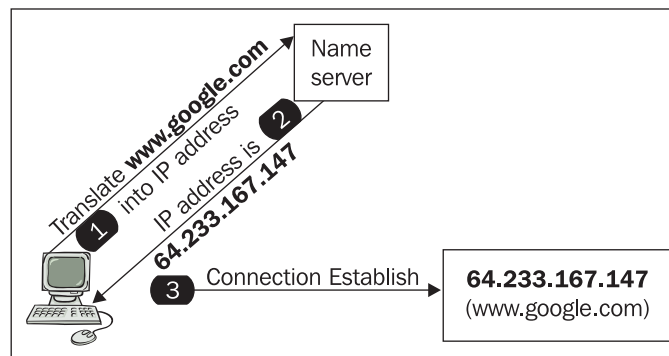 Name
server
Translate www.google.com
1
into IP address
2
IP address is
64.233.167.147
3
Connection Establish
64.233.167.147
(www.google.com)